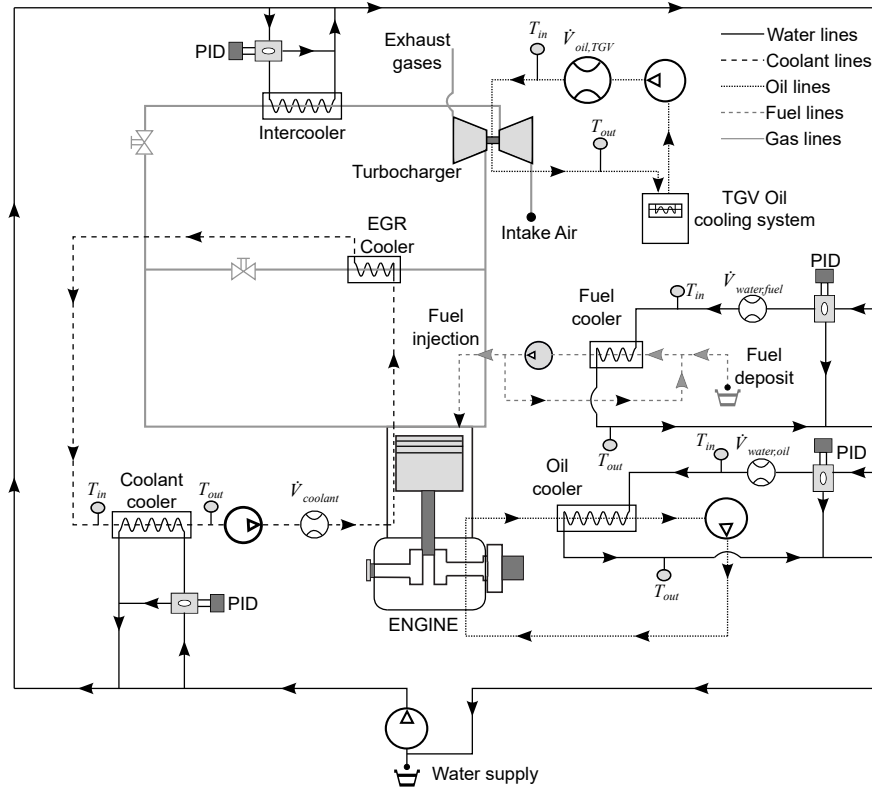 PID
Exhaust
gases
T_in
V̇_oil,TGV
Water lines
Coolant lines
Oil lines
Fuel lines
Gas lines
Intercooler
T_out
Turbocharger
TGV Oil
cooling system
EGR
Cooler
Intake Air
PID
T_in
V̇_water,fuel
Fuel
cooler
Fuel
injection
Fuel
deposit
T_out
T_in
V̇_water,oil
PID
Oil
cooler
Coolant
cooler
T_in
T_out
V̇_coolant
T_out
PID
ENGINE
Water supply